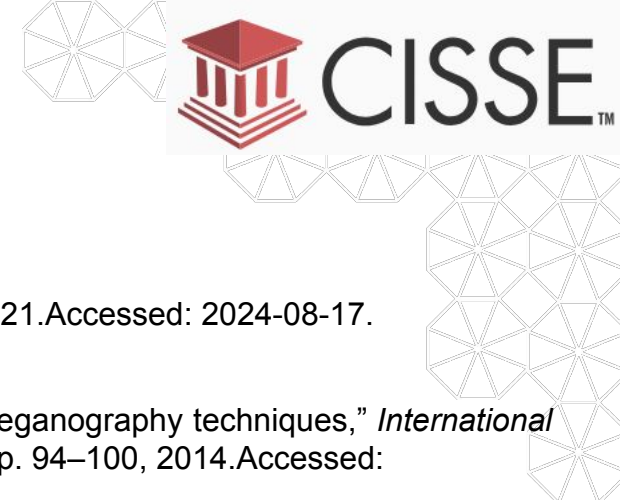 CISSE™
21.Accessed: 2024-08-17.
eganography techniques,” International
p. 94–100, 2014.Accessed: